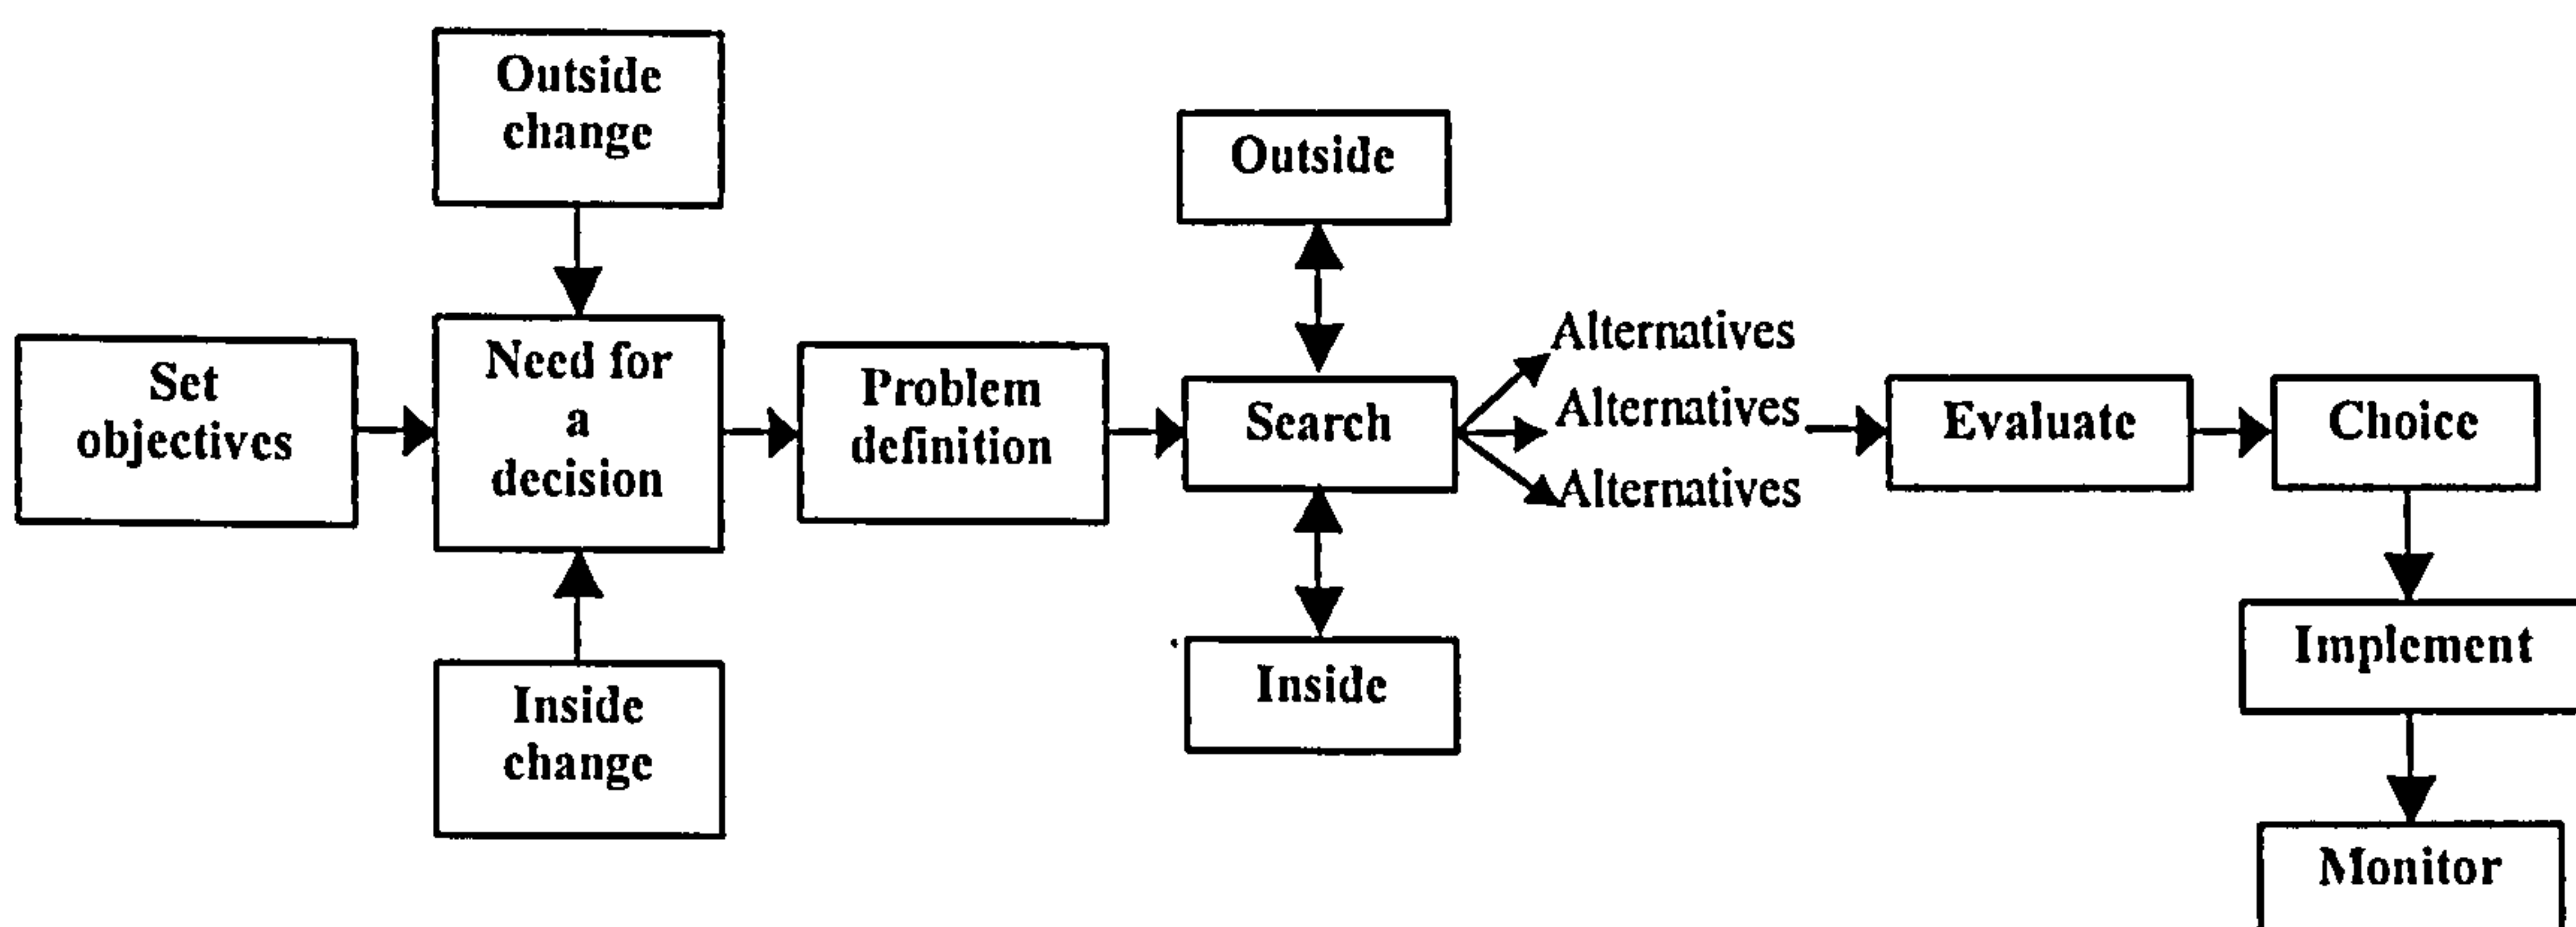 Outside
change
Set
objectives
Need for
a
decision
Inside
change
Problem
definition
Outside
Search
Inside
Alternatives
Alternatives
Alternatives
Evaluate
Choice
Implement
Monitor